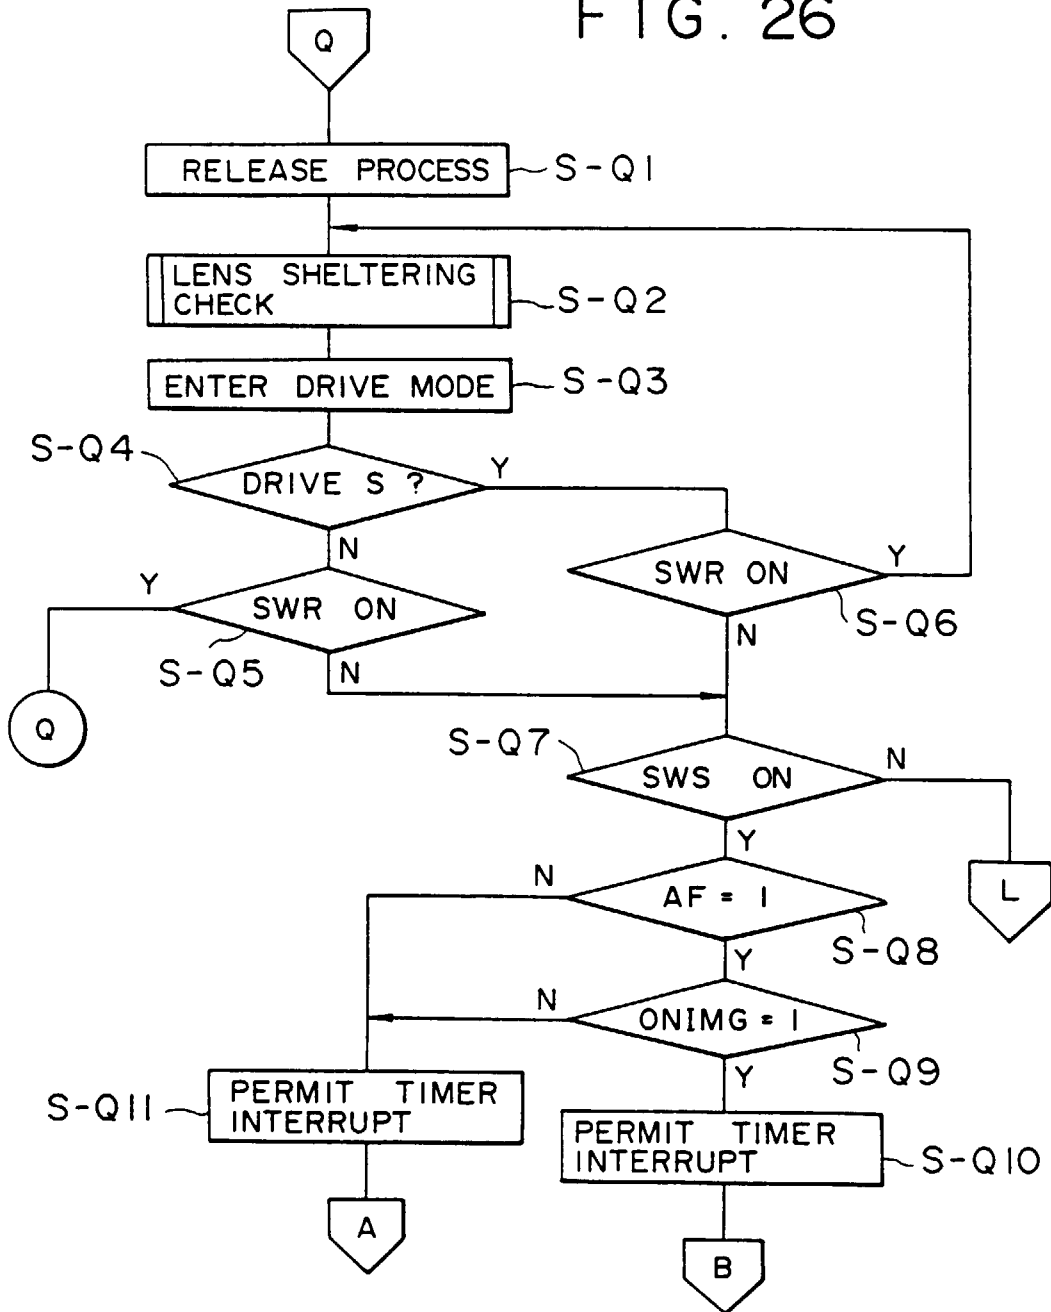 FIG. 26
Q
RELEASE PROCESS
S-Q1
LENS SHELTERING
CHECK
S-Q2
ENTER DRIVE MODE
S-Q3
S-Q4
DRIVE S ?
Y
N
SWR ON
Y
S-Q6
N
Y
SWR ON
S-Q5
N
Q
S-Q7
SWS ON
N
Y
L
N
AF = 1
S-Q8
Y
N
ONIMG = 1
S-Q9
Y
S-Q11
PERMIT TIMER
INTERRUPT
PERMIT TIMER
INTERRUPT
S-Q10
A
B